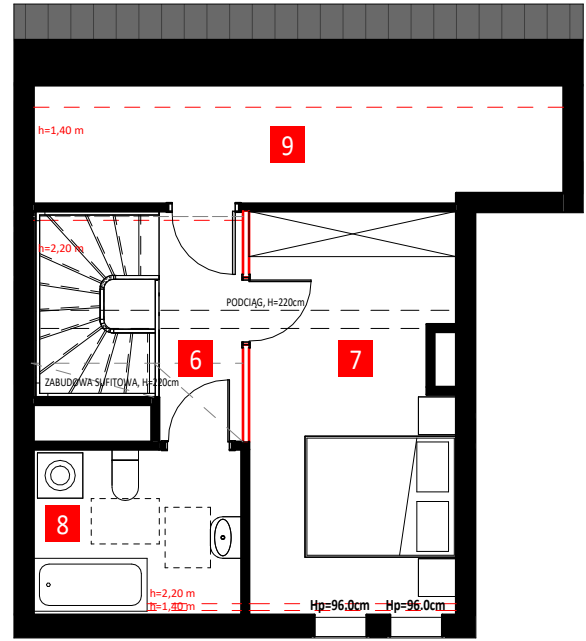 h=1,40 m
9
h=2,20 m
PODCIĄG, H=220cm
6
7
ZABUDOWA SUFITOWA, H=220cm
8
h=2,20 m
h=1,40 m
Hp=96.0cm Hp=96.0cm